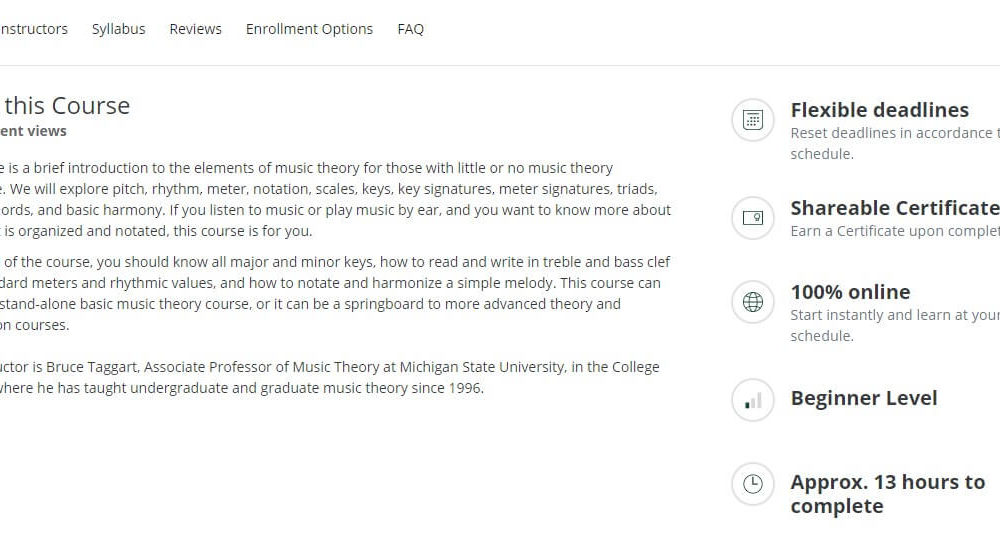 nstructors Syllabus Reviews Enrollment Options FAQ
this Course
ent views
e is a brief introduction to the elements of music theory for those with little or no music theory
e. We will explore pitch, rhythm, meter, notation, scales, keys, key signatures, meter signatures, triads,
ords, and basic harmony. If you listen to music or play music by ear, and you want to know more about
t is organized and notated, this course is for you.
of the course, you should know all major and minor keys, how to read and write in treble and bass clef
dard meters and rhythmic values, and how to notate and harmonize a simple melody. This course can
stand-alone basic music theory course, or it can be a springboard to more advanced theory and
on courses.
uctor is Bruce Taggart, Associate Professor of Music Theory at Michigan State University, in the College
where he has taught undergraduate and graduate music theory since 1996.
Flexible deadlines
Reset deadlines in accordance t
schedule.
Shareable Certificate
Earn a Certificate upon complet
100% online
Start instantly and learn at your
schedule.
Beginner Level
Approx. 13 hours to
complete